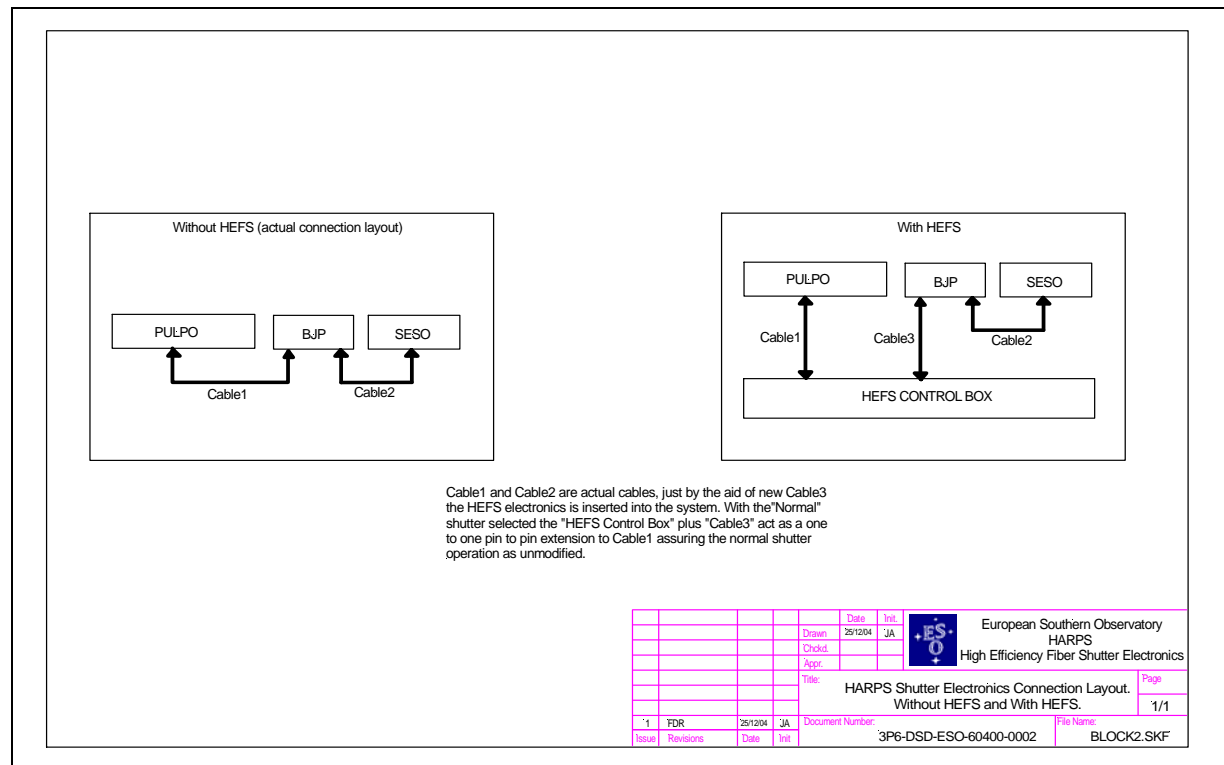 Without HEFS (actual connection layout)
PULPO
BJP
SESO
Cable1
Cable2
With HEFS
PULPO
BJP
SESO
Cable1
Cable3
Cable2
HEFS CONTROL BOX
Cable1 and Cable2 are actual cables, just by the aid of new Cable3
the HEFS electronics is inserted into the system. With the"Normal"
shutter selected the "HEFS Control Box" plus "Cable3" act as a one
to one pin to pin extension to Cable1 assuring the normal shutter
operation as unmodified.
Date Init.
Drawn 25/12/04 JA
Chckd.
Appr.
ESO
European Southern Observatory
HARPS
High Efficiency Fiber Shutter Electronics
Title:
HARPS Shutter Electronics Connection Layout.
Without HEFS and With HEFS.
Page
1/1
1 FDR 25/12/04 JA
Issue Revisions Date Init
Document Number:
3P6-DSD-ESO-60400-0002
File Name:
BLOCK2.SKF